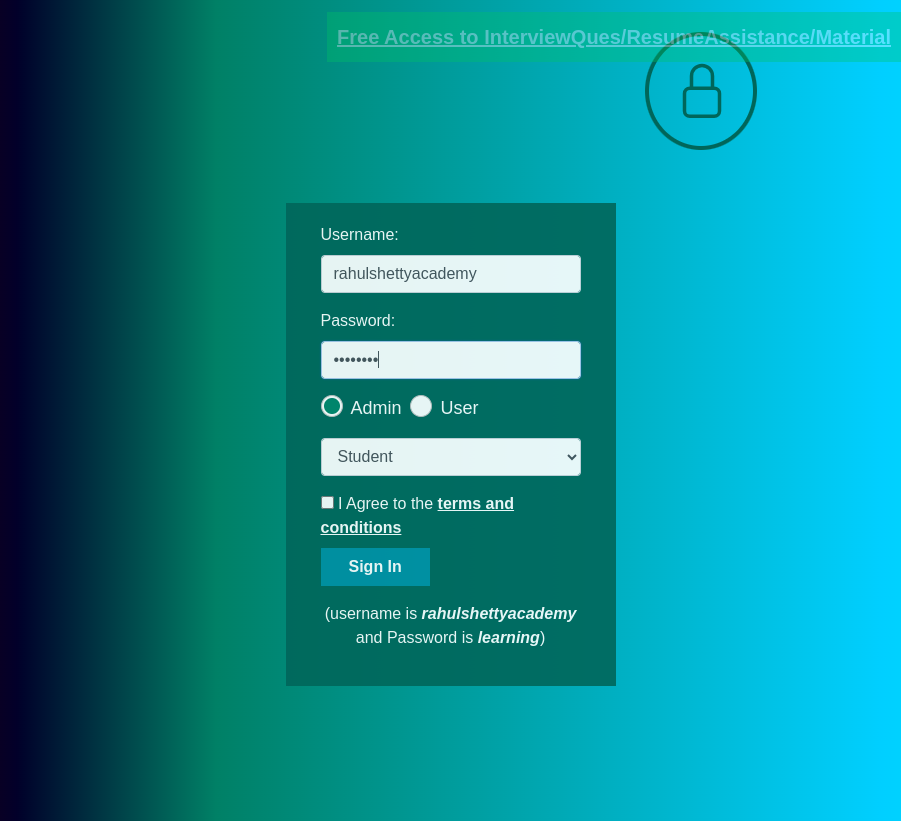 Free Access to InterviewQues/ResumeAssistance/Material
Username:
rahulshettyacademy
Password:
••••••••
Admin User
Student
I Agree to the terms and
conditions
Sign In
(username is rahulshettyacademy
and Password is learning)